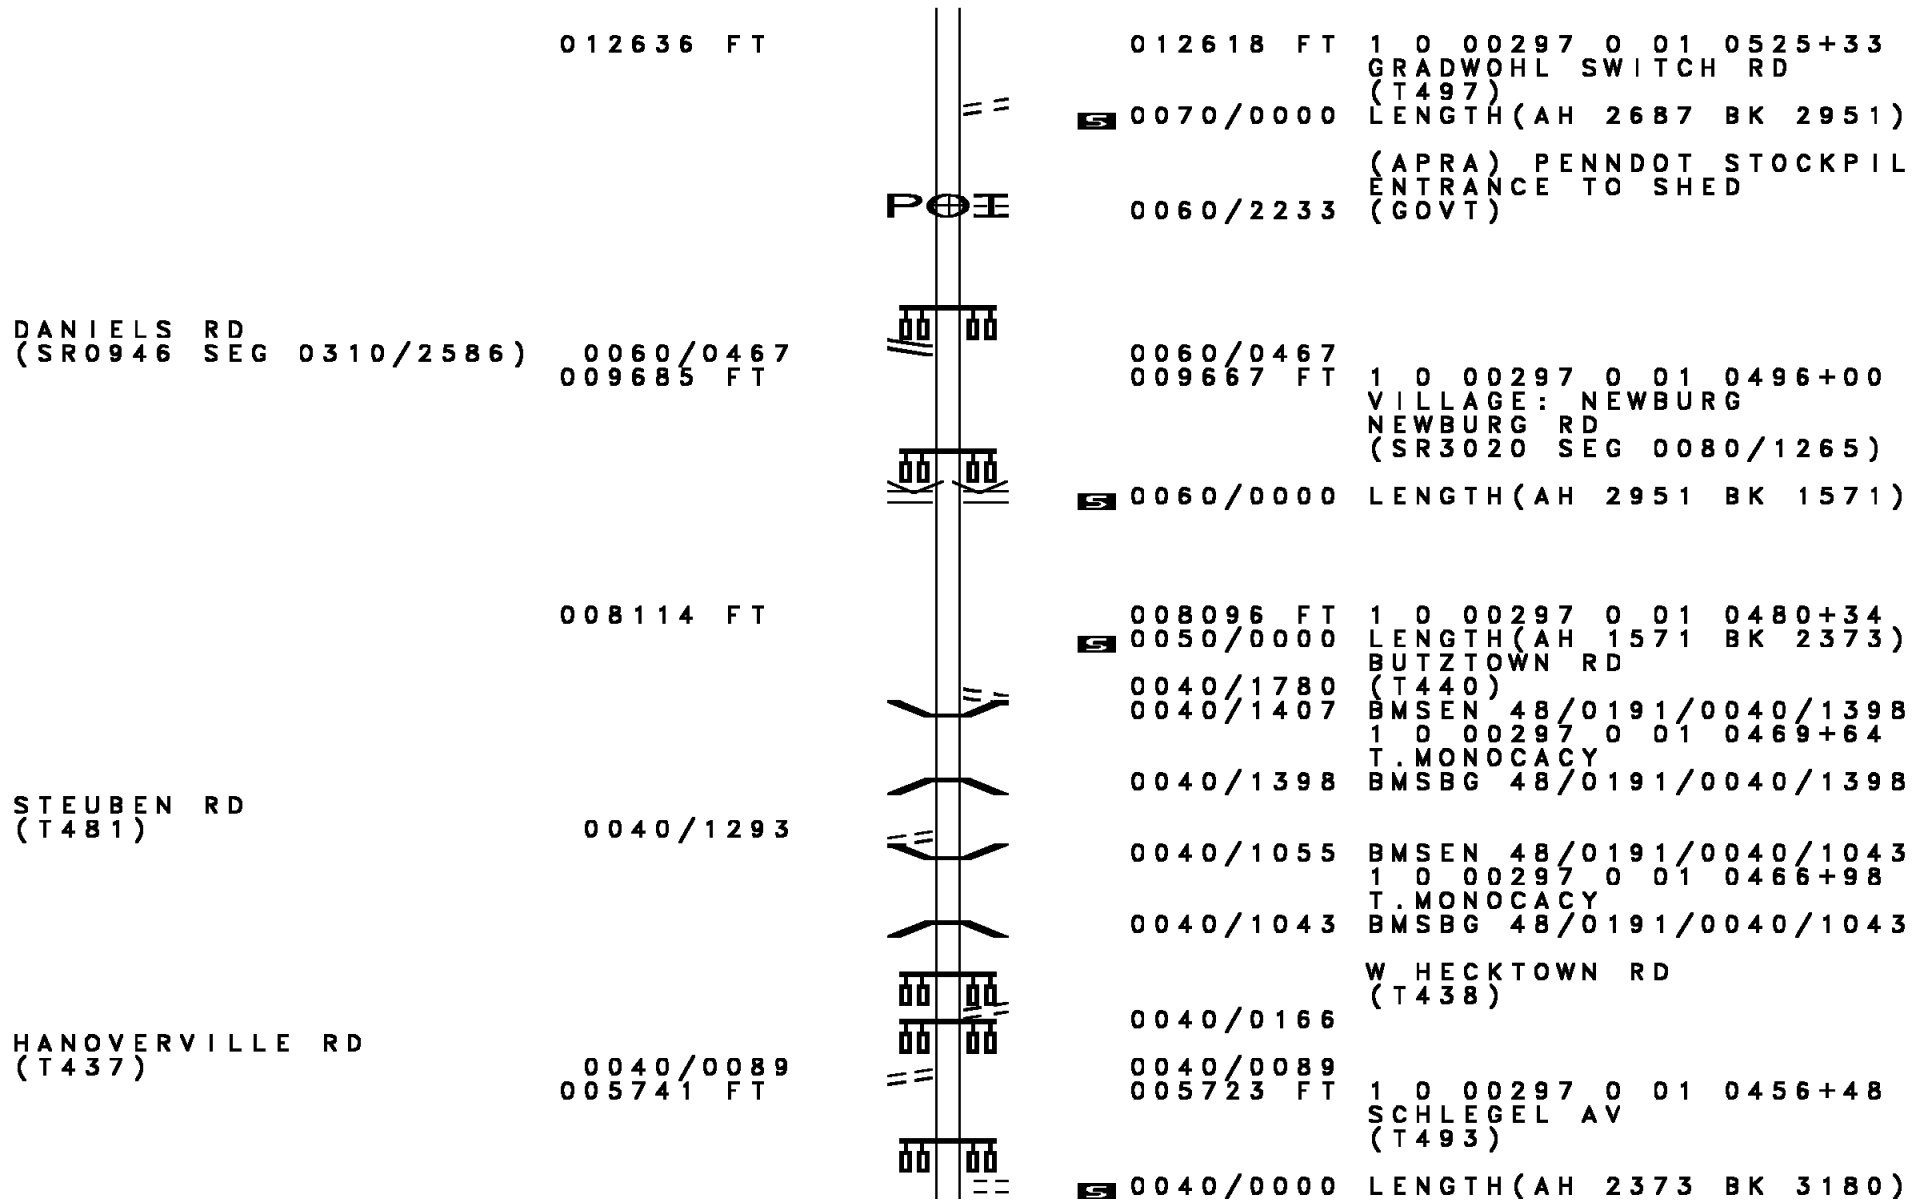 012636 FT 012618 FT 1 0 00297 0 01 0525+33
GRADWOHL SWITCH RD
(T497)
S 0070/0000 LENGTH(AH 2687 BK 2951)
(APRA) PENNDOT STOCKPIL
ENTRANCE TO SHED
POI 0060/2233 (GOVT)
DANIELS RD
(SR0946 SEG 0310/2586) 0060/0467 0060/0467
009685 FT 009667 FT 1 0 00297 0 01 0496+00
VILLAGE: NEWBURG
NEWBURG RD
(SR3020 SEG 0080/1265)
S 0060/0000 LENGTH(AH 2951 BK 1571)
008114 FT 008096 FT 1 0 00297 0 01 0480+34
S 0050/0000 LENGTH(AH 1571 BK 2373)
BUTZTOWN RD
0040/1780 (T440)
0040/1407 BMSEN 48/0191/0040/1398
1 0 00297 0 01 0469+64
T.MONOCACY
0040/1398 BMSBG 48/0191/0040/1398
STEUBEN RD
(T481) 0040/1293
0040/1055 BMSEN 48/0191/0040/1043
1 0 00297 0 01 0466+98
T.MONOCACY
0040/1043 BMSBG 48/0191/0040/1043
W HECKTOWN RD
(T438)
0040/0166
HANOVERVILLE RD
(T437) 0040/0089 0040/0089
005741 FT 005723 FT 1 0 00297 0 01 0456+48
SCHLEGEL AV
(T493)
S 0040/0000 LENGTH(AH 2373 BK 3180)